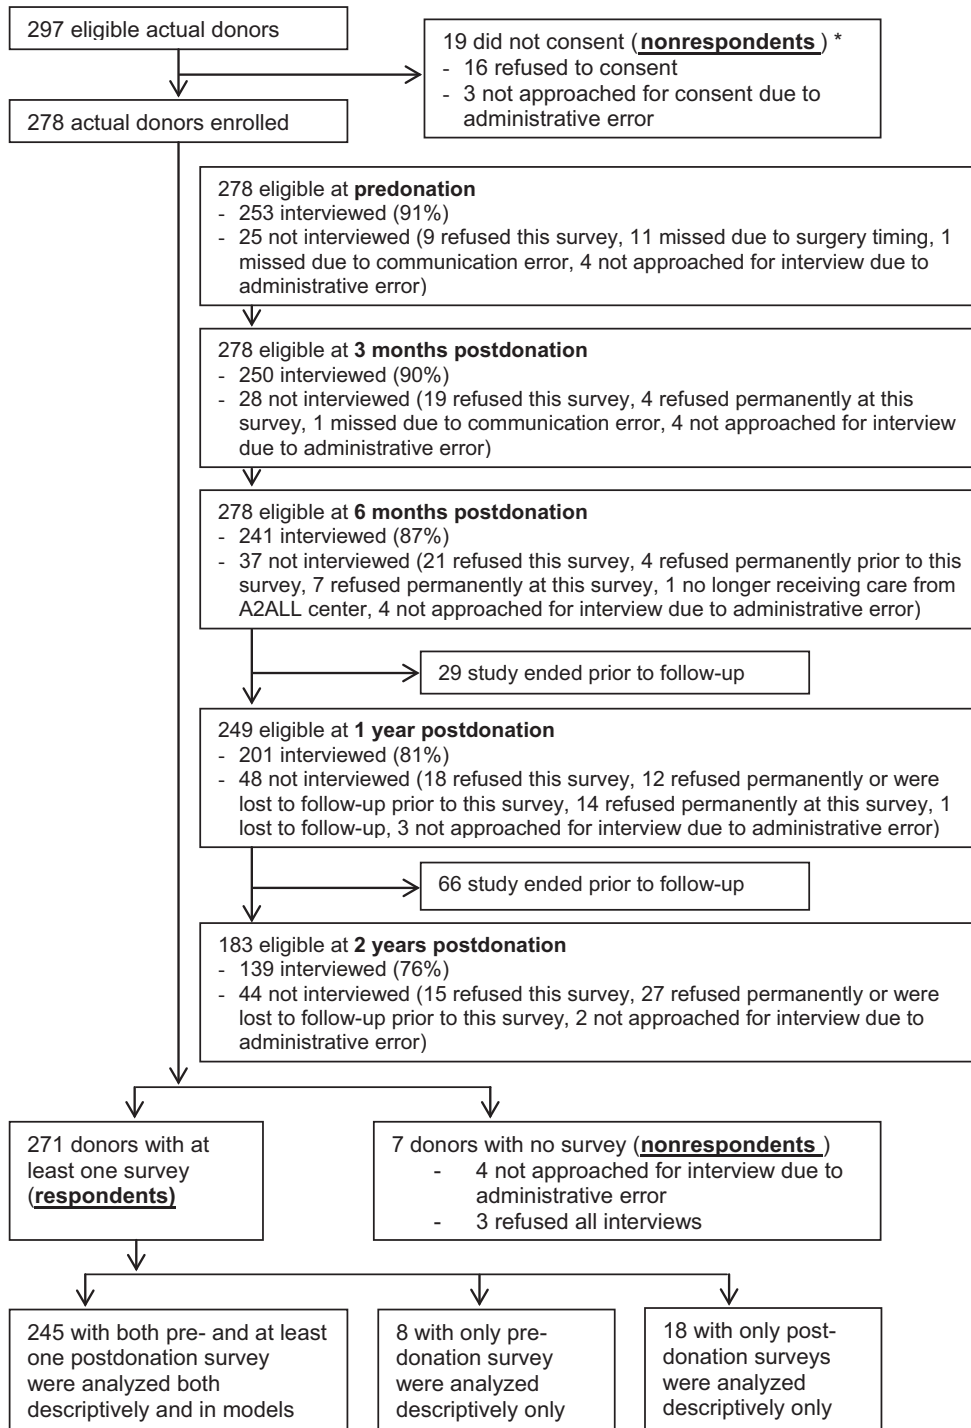 297 eligible actual donors
19 did not consent (nonrespondents ) *
- 16 refused to consent
- 3 not approached for consent due to
administrative error
278 actual donors enrolled
278 eligible at predonation
- 253 interviewed (91%)
- 25 not interviewed (9 refused this survey, 11 missed due to surgery timing, 1
missed due to communication error, 4 not approached for interview due to
administrative error)
278 eligible at 3 months postdonation
- 250 interviewed (90%)
- 28 not interviewed (19 refused this survey, 4 refused permanently at this
survey, 1 missed due to communication error, 4 not approached for interview
due to administrative error)
278 eligible at 6 months postdonation
- 241 interviewed (87%)
- 37 not interviewed (21 refused this survey, 4 refused permanently prior to this
survey, 7 refused permanently at this survey, 1 no longer receiving care from
A2ALL center, 4 not approached for interview due to administrative error)
29 study ended prior to follow-up
249 eligible at 1 year postdonation
- 201 interviewed (81%)
- 48 not interviewed (18 refused this survey, 12 refused permanently or were
lost to follow-up prior to this survey, 14 refused permanently at this survey, 1
lost to follow-up, 3 not approached for interview due to administrative error)
66 study ended prior to follow-up
183 eligible at 2 years postdonation
- 139 interviewed (76%)
- 44 not interviewed (15 refused this survey, 27 refused permanently or were
lost to follow-up prior to this survey, 2 not approached for interview due to
administrative error)
271 donors with at
least one survey
(respondents)
7 donors with no survey (nonrespondents )
- 4 not approached for interview due to
administrative error
- 3 refused all interviews
245 with both pre- and at least
one postdonation survey
were analyzed both
descriptively and in models
8 with only pre-
donation survey
were analyzed
descriptively only
18 with only post-
donation surveys
were analyzed
descriptively only